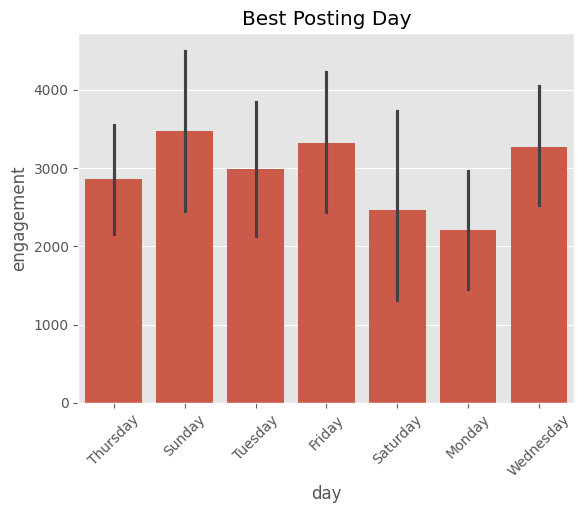 Best Posting Day
engagement
4000
3000
2000
1000
0
Thursday
Sunday
Tuesday
Friday
Saturday
Monday
Wednesday
day